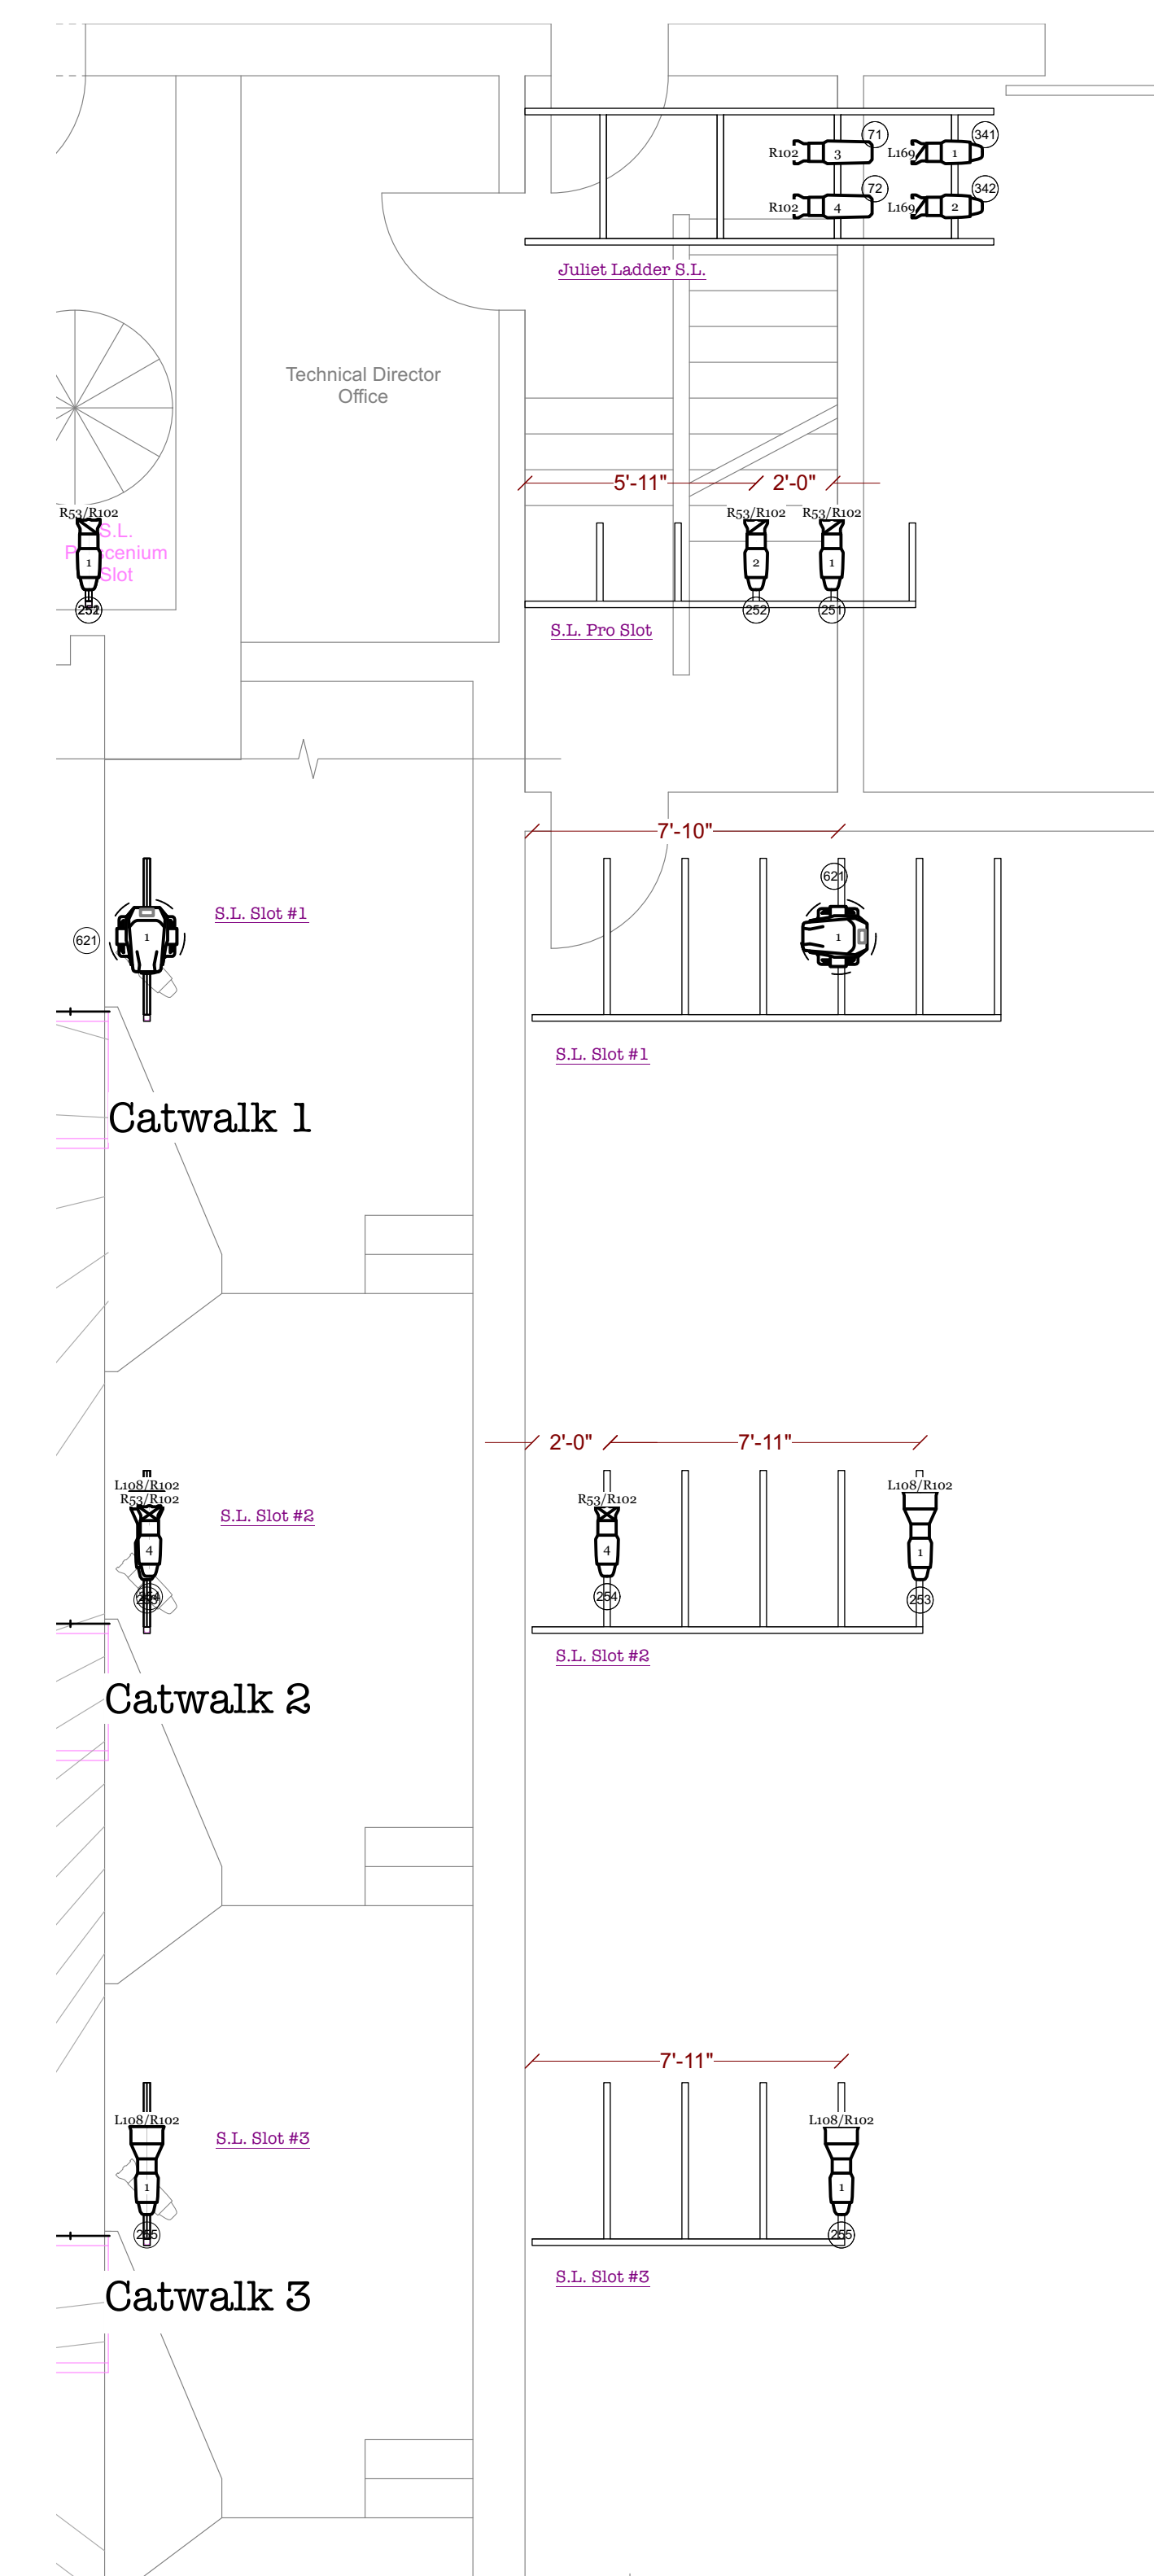 71
341
R102
3
L169
1
72
342
R102
4
L169
2
Juliet Ladder S.L.
Technical Director
Office
5'-11"
2'-0"
R53/R102
S.L.
Slot
1
R53/R102
R53/R102
2
1
252
251
S.L. Pro Slot
7'-10"
621
S.L. Slot #1
621
1
1
S.L. Slot #1
Catwalk 1
2'-0"
7'-11"
L108/R102
R53/R102
4
S.L. Slot #2
R53/R102
4
254
L108/R102
1
253
S.L. Slot #2
Catwalk 2
7'-11"
L108/R102
1
255
S.L. Slot #3
L108/R102
1
255
S.L. Slot #3
Catwalk 3